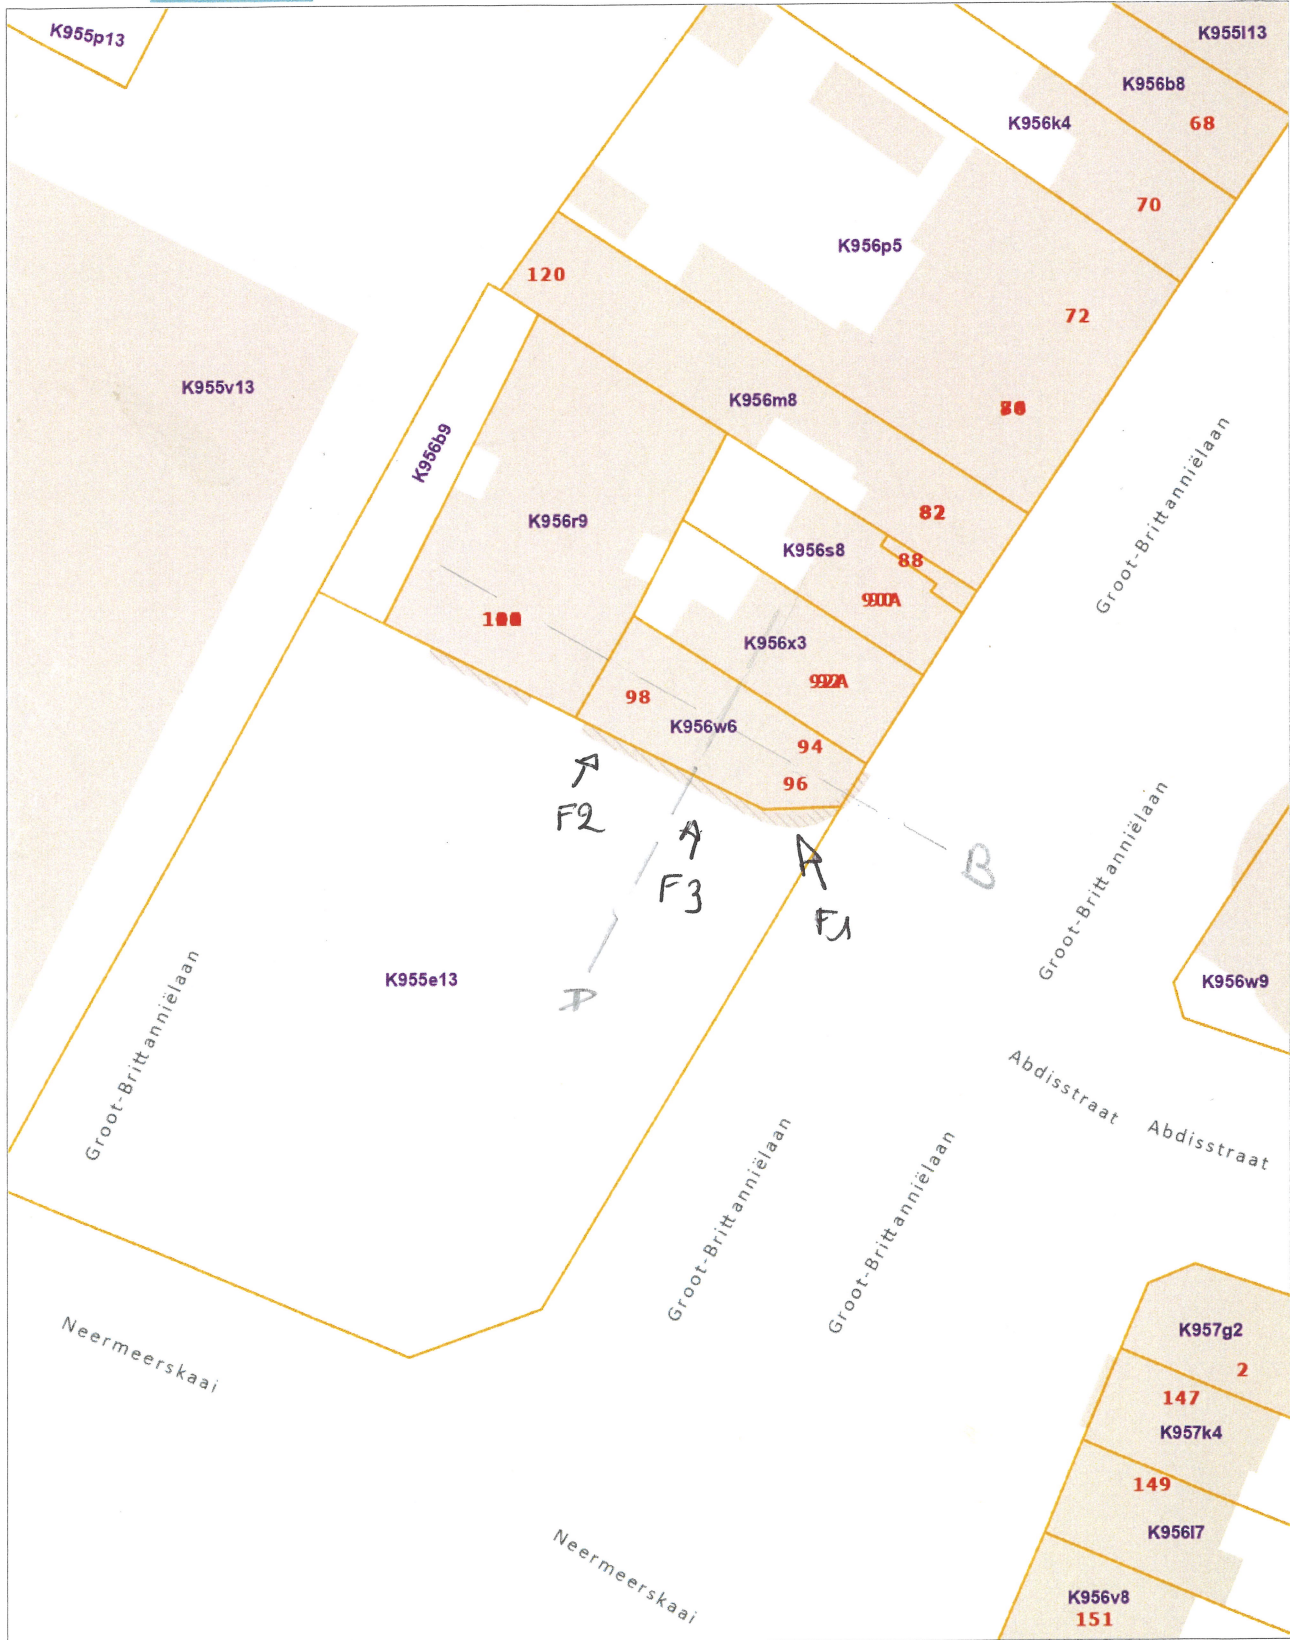 K955p13
K955l13
K956b8
68
K956k4
70
K956p5
120
72
K955v13
K956m8
K956b9
Groot-Brittanniëlaan
82
K956r9
K956s8
88
90A
K956x3
92A
98
K956w6
94
96
F2
F3
F1
B
D
Groot-Brittanniëlaan
K955e13
K956w9
Groot-Brittanniëlaan
Abdisstraat
Abdisstraat
Groot-Brittanniëlaan
Groot-Brittanniëlaan
Neermeerskaai
K957g2
2
147
K957k4
149
K956l7
Neermeerskaai
K956v8
151